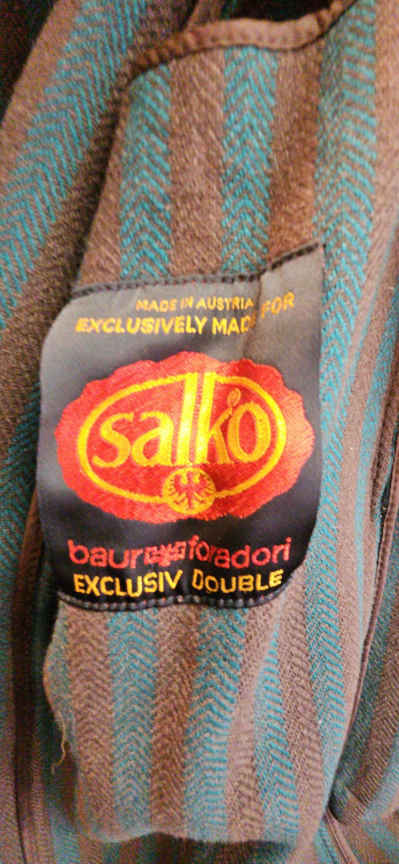 MADE IN AUSTRIA FOR
EXCLUSIVELY MADE
salko
baur foradori
EXCLUSIV DOUBLE